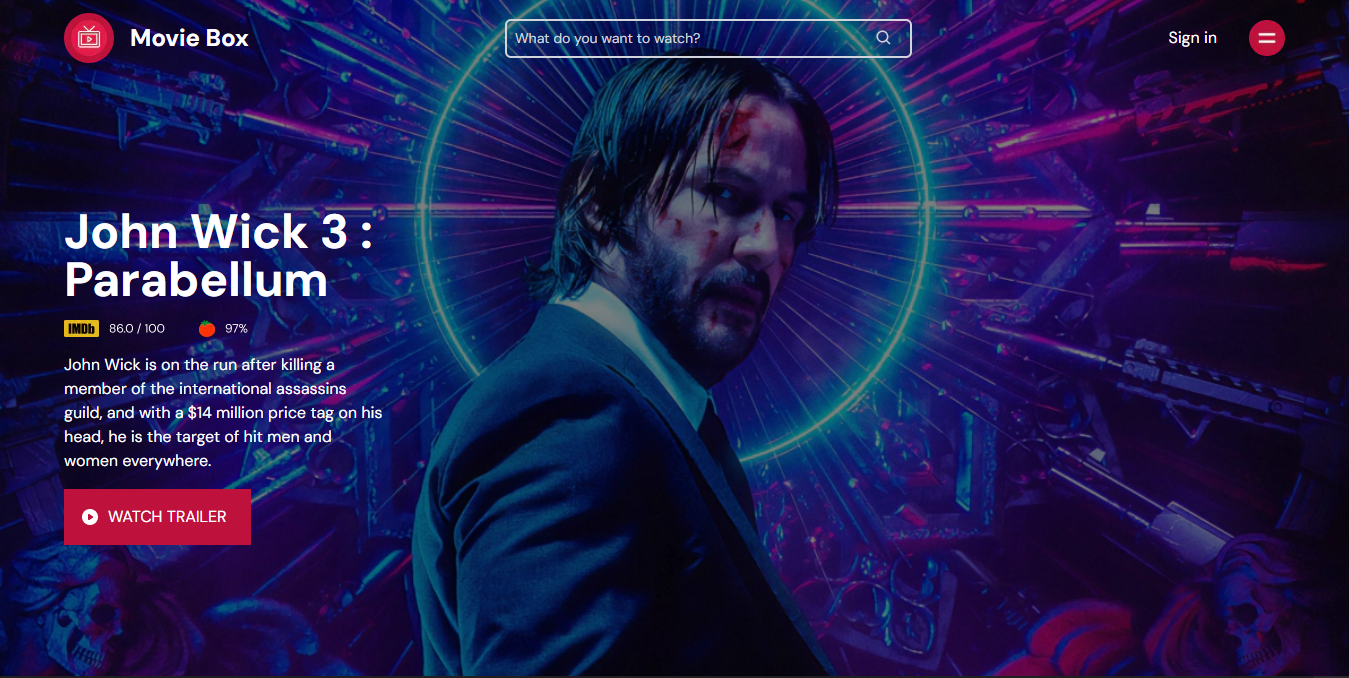 Movie Box
What do you want to watch?
Sign in
John Wick 3 :
Parabellum
IMDb 86.0 / 100 97%
John Wick is on the run after killing a
member of the international assassins
guild, and with a $14 million price tag on his
head, he is the target of hit men and
women everywhere.
WATCH TRAILER